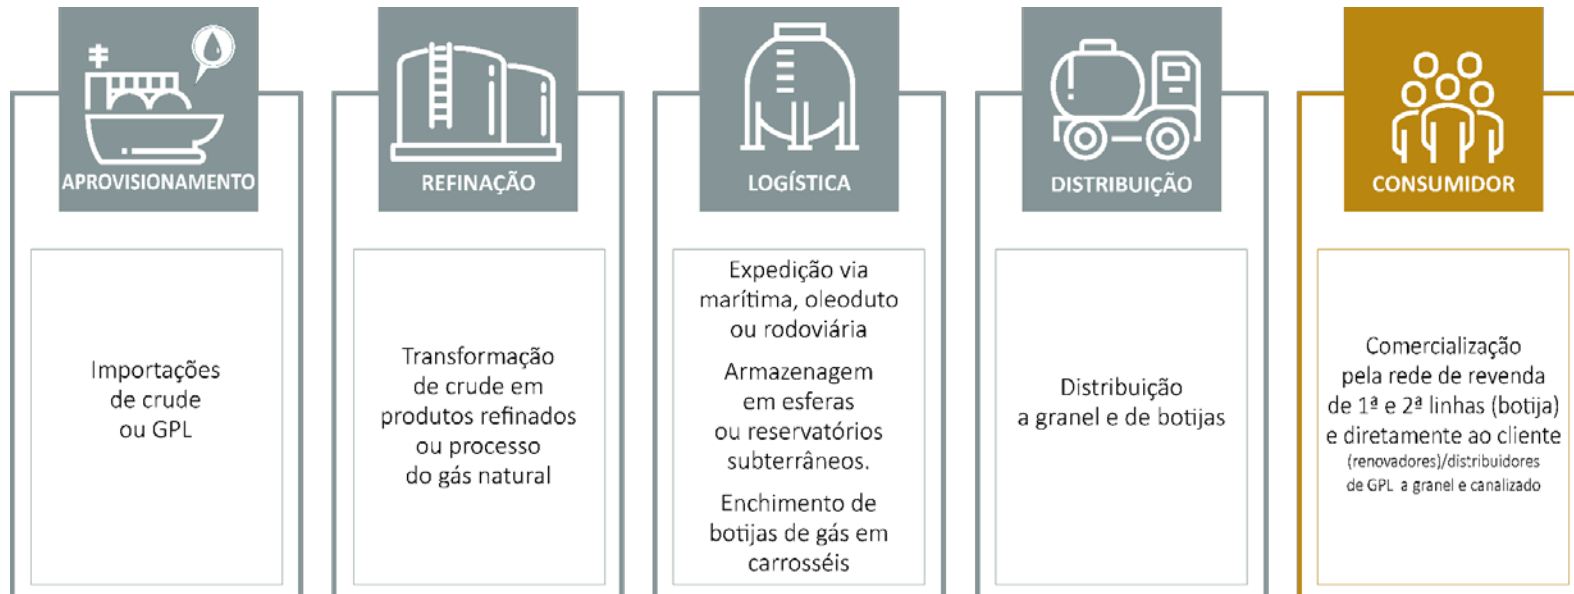 APROVISIONAMENTO
Importações
de crude
ou GPL
REFINAÇÃO
Transformação
de crude em
produtos refinados
ou processo
do gás natural
LOGÍSTICA
Expedição via
marítima, oleoduto
ou rodoviária
Armazenagem
em esferas
ou reservatórios
subterrâneos.
Enchimento de
botijas de gás em
carrosséis
DISTRIBUIÇÃO
Distribuição
a granel e de botijas
CONSUMIDOR
Comercialização
pela rede de revenda
de 1ª e 2ª linhas (botija)
e diretamente ao cliente
(renovadores)/distribuidores
de GPL a granel e canalizado